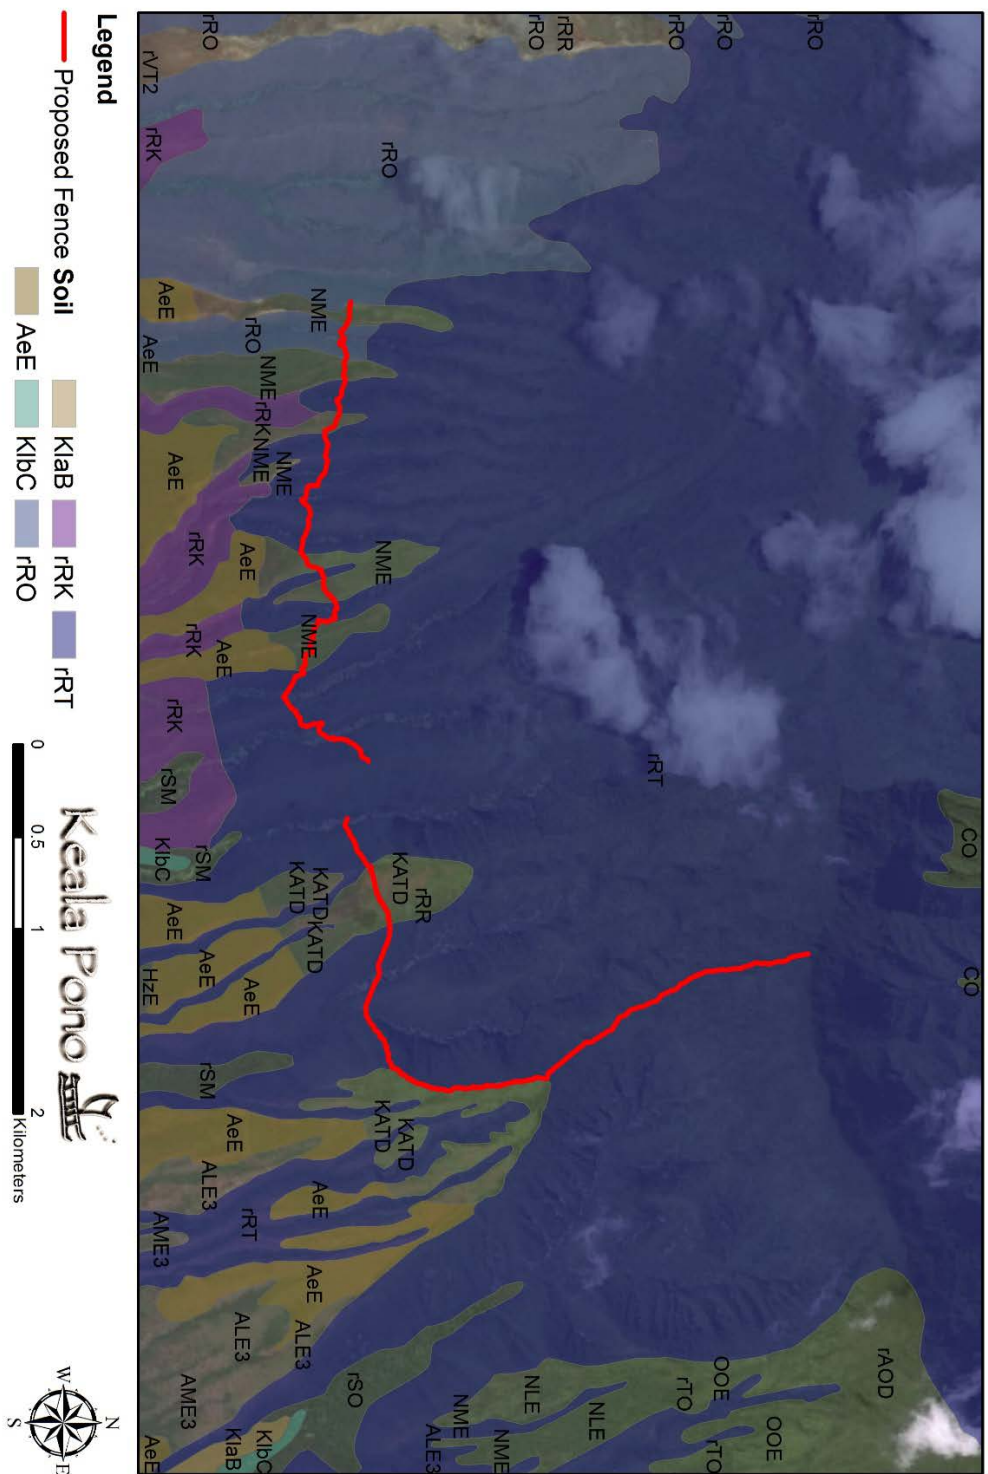 rRO
rRO
rRR
rRO
rRO
rRO
rVT2
rRK
rRO
AeE
NME
rRO
AeE
NME
rRK
NME
NME
AeE
rRK
AeE
NME
NME
rRK
AeE
rRK
rSM
rRT
KlbC
rSM
KATD
KATD
KATD
KATD
rRR
CO
CO
AeE
AeE
AeE
HzE
rSM
KATD
KATD
AeE
ALE3
AeE
rRT
AME3
AeE
ALE3
ALE3
AME3
rSO
NLE
NLE
NME
NME
ALE3
OOE
OOE
rTO
rTO
rAOD
KlbC
KlaB
AeE
Legend
Proposed Fence
Soil
AeE
KlaB
KlbC
rRK
rRO
rRT
0 0.5 1 2
Kilometers
Keala Pono
N
W E
S